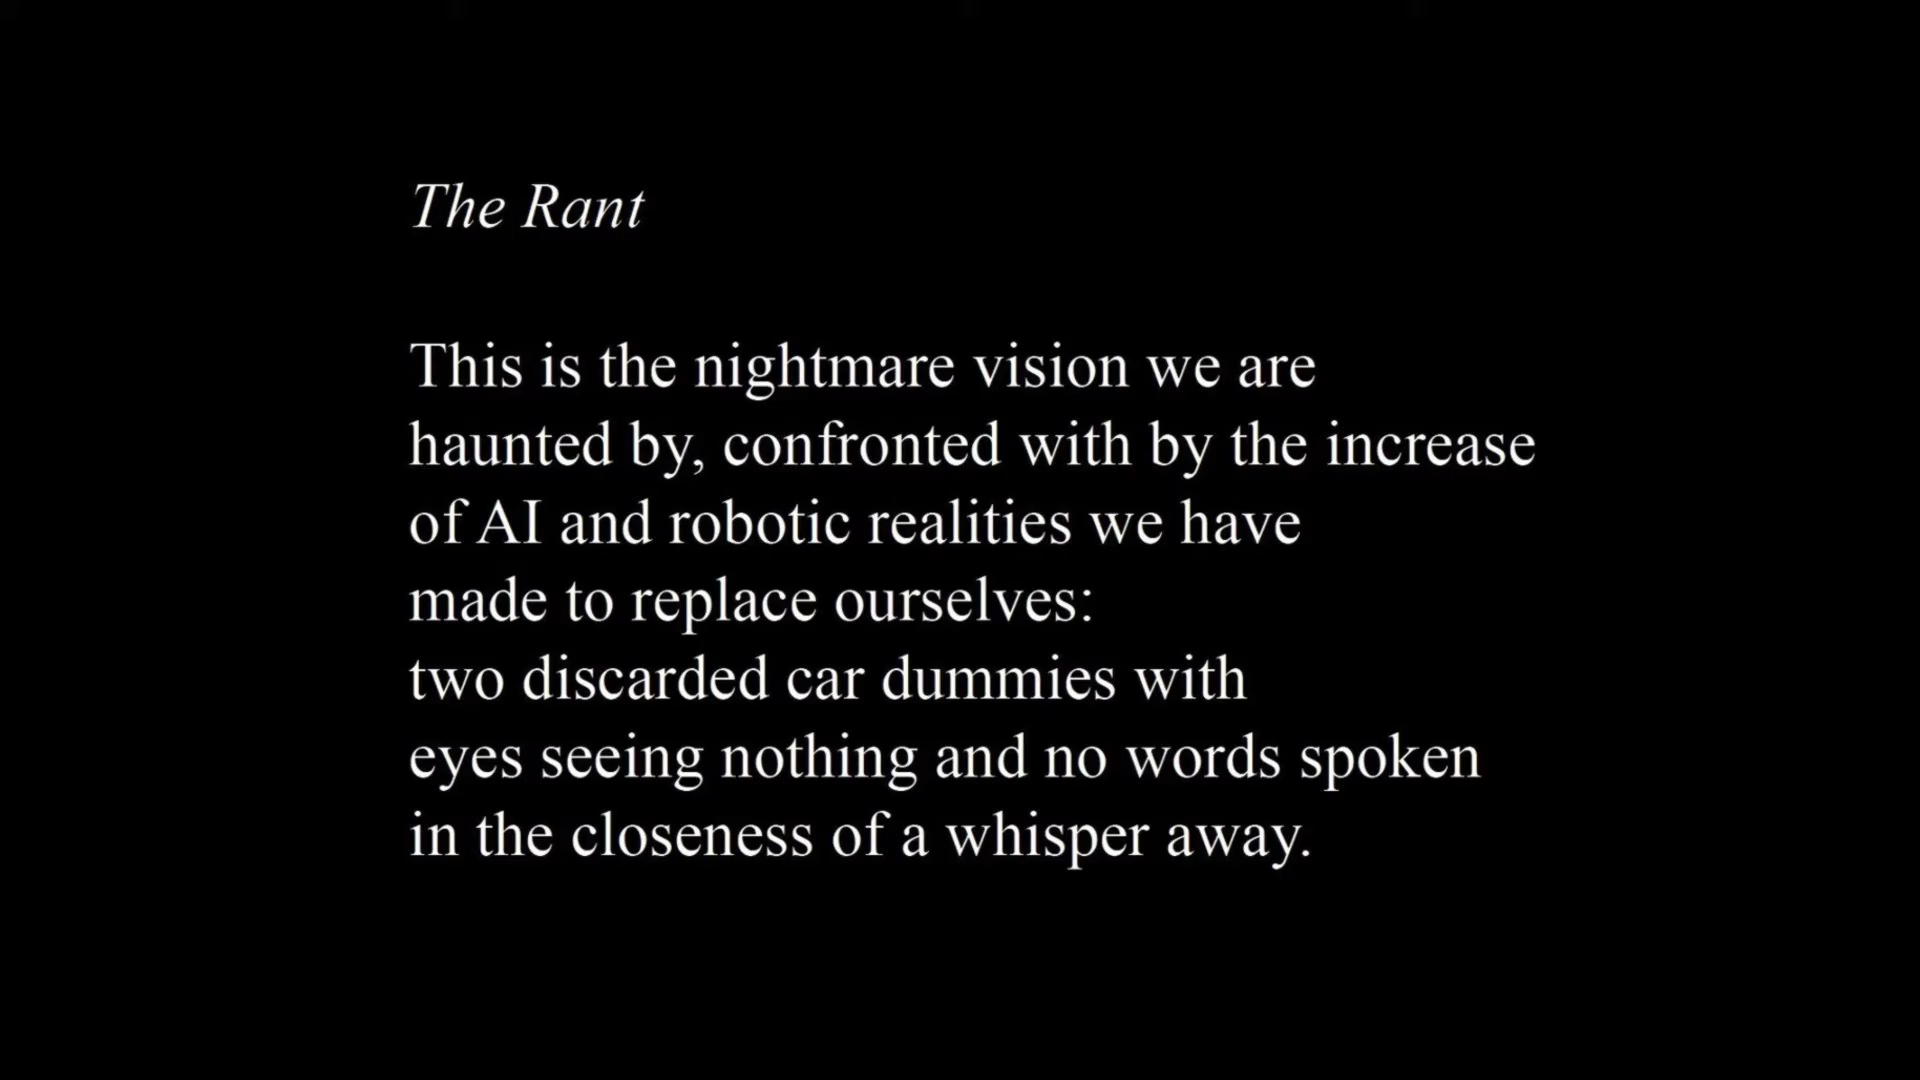 The Rant
This is the nightmare vision we are
haunted by, confronted with by the increase
of AI and robotic realities we have
made to replace ourselves:
two discarded car dummies with
eyes seeing nothing and no words spoken
in the closeness of a whisper away.